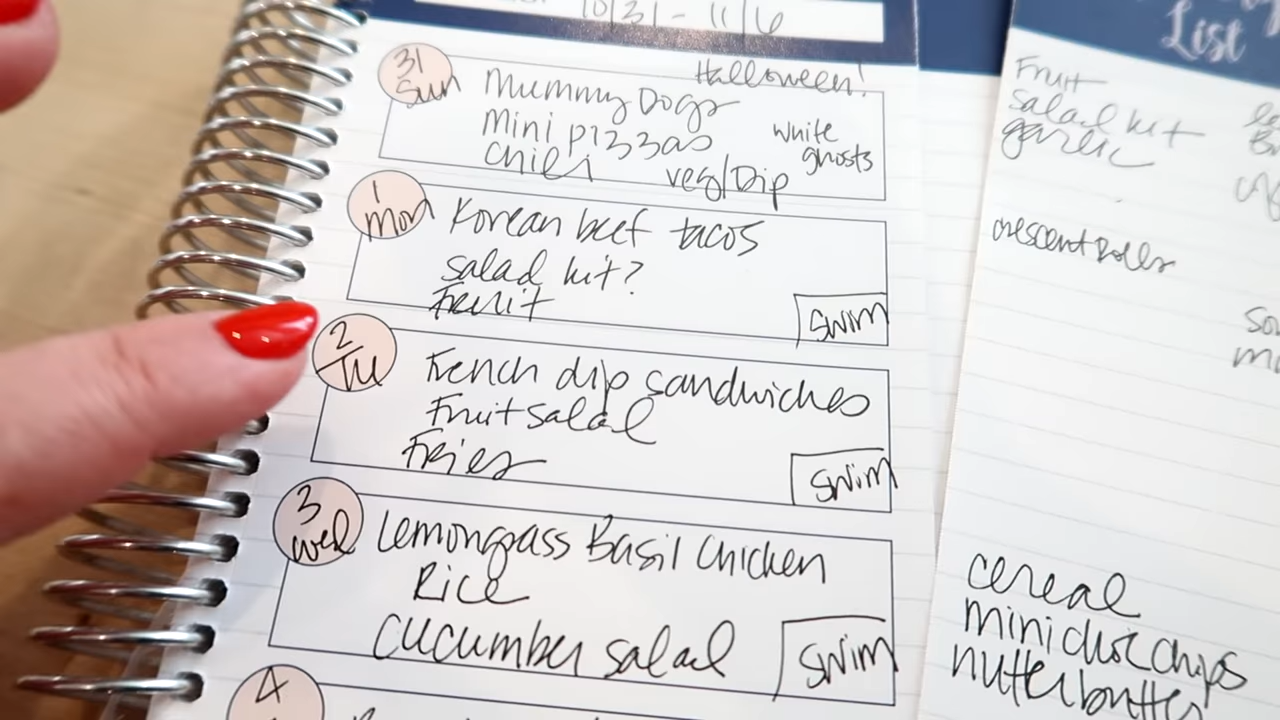 10/31 - 11/6
31
Sun
Halloween!
Mummy Dogs
mini pizzas
white
ghosts
chili
veg/Dip
1
mon
Korean beef tacos
salad kit?
Fruit
swim
2
Tu
French dip sandwiches
Fruit salad
Fries
swim
3
wed
Lemongrass Basil Chicken
Rice
cucumber salad
swim
4
List
Fruit
salad kit
garlic
crescent rolls
cereal
mini choc chips
nutter butter